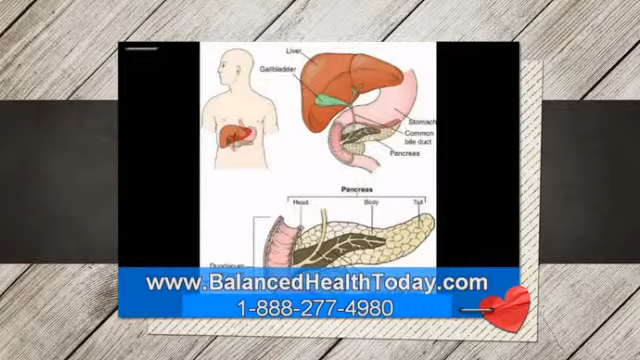 Liver
Gallbladder
Stomach
Common
bile duct
Pancreas
Pancreas
Head
Body
Tail
Duodenum
www.BalancedHealthToday.com
1-888-277-4980